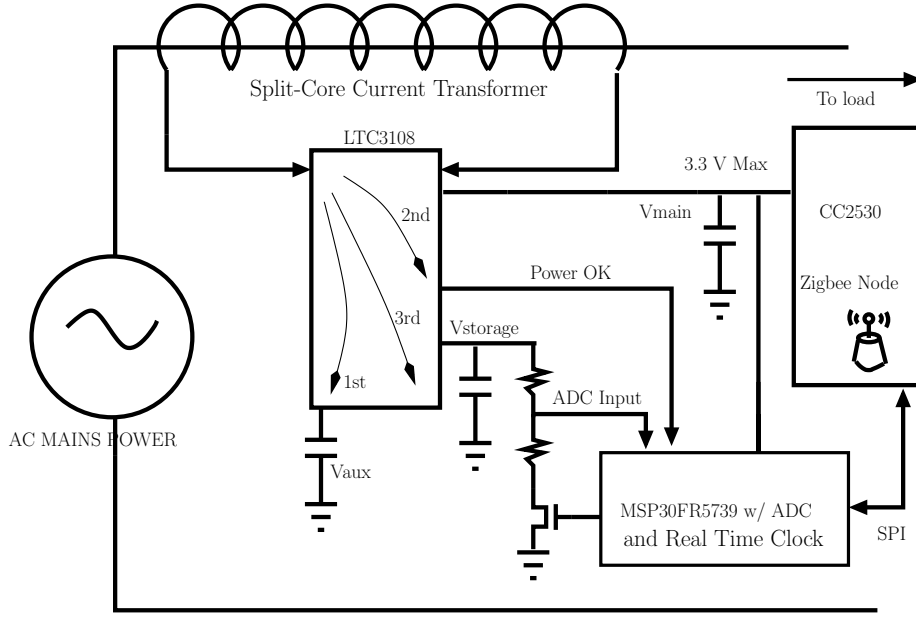 Split-Core Current Transformer
To load
LTC3108
3.3 V Max
2nd
Vmain
CC2530
Power OK
Zigbee Node
3rd
Vstorage
1st
ADC Input
AC MAINS POWER
Vaux
MSP30FR5739 w/ ADC
and Real Time Clock
SPI